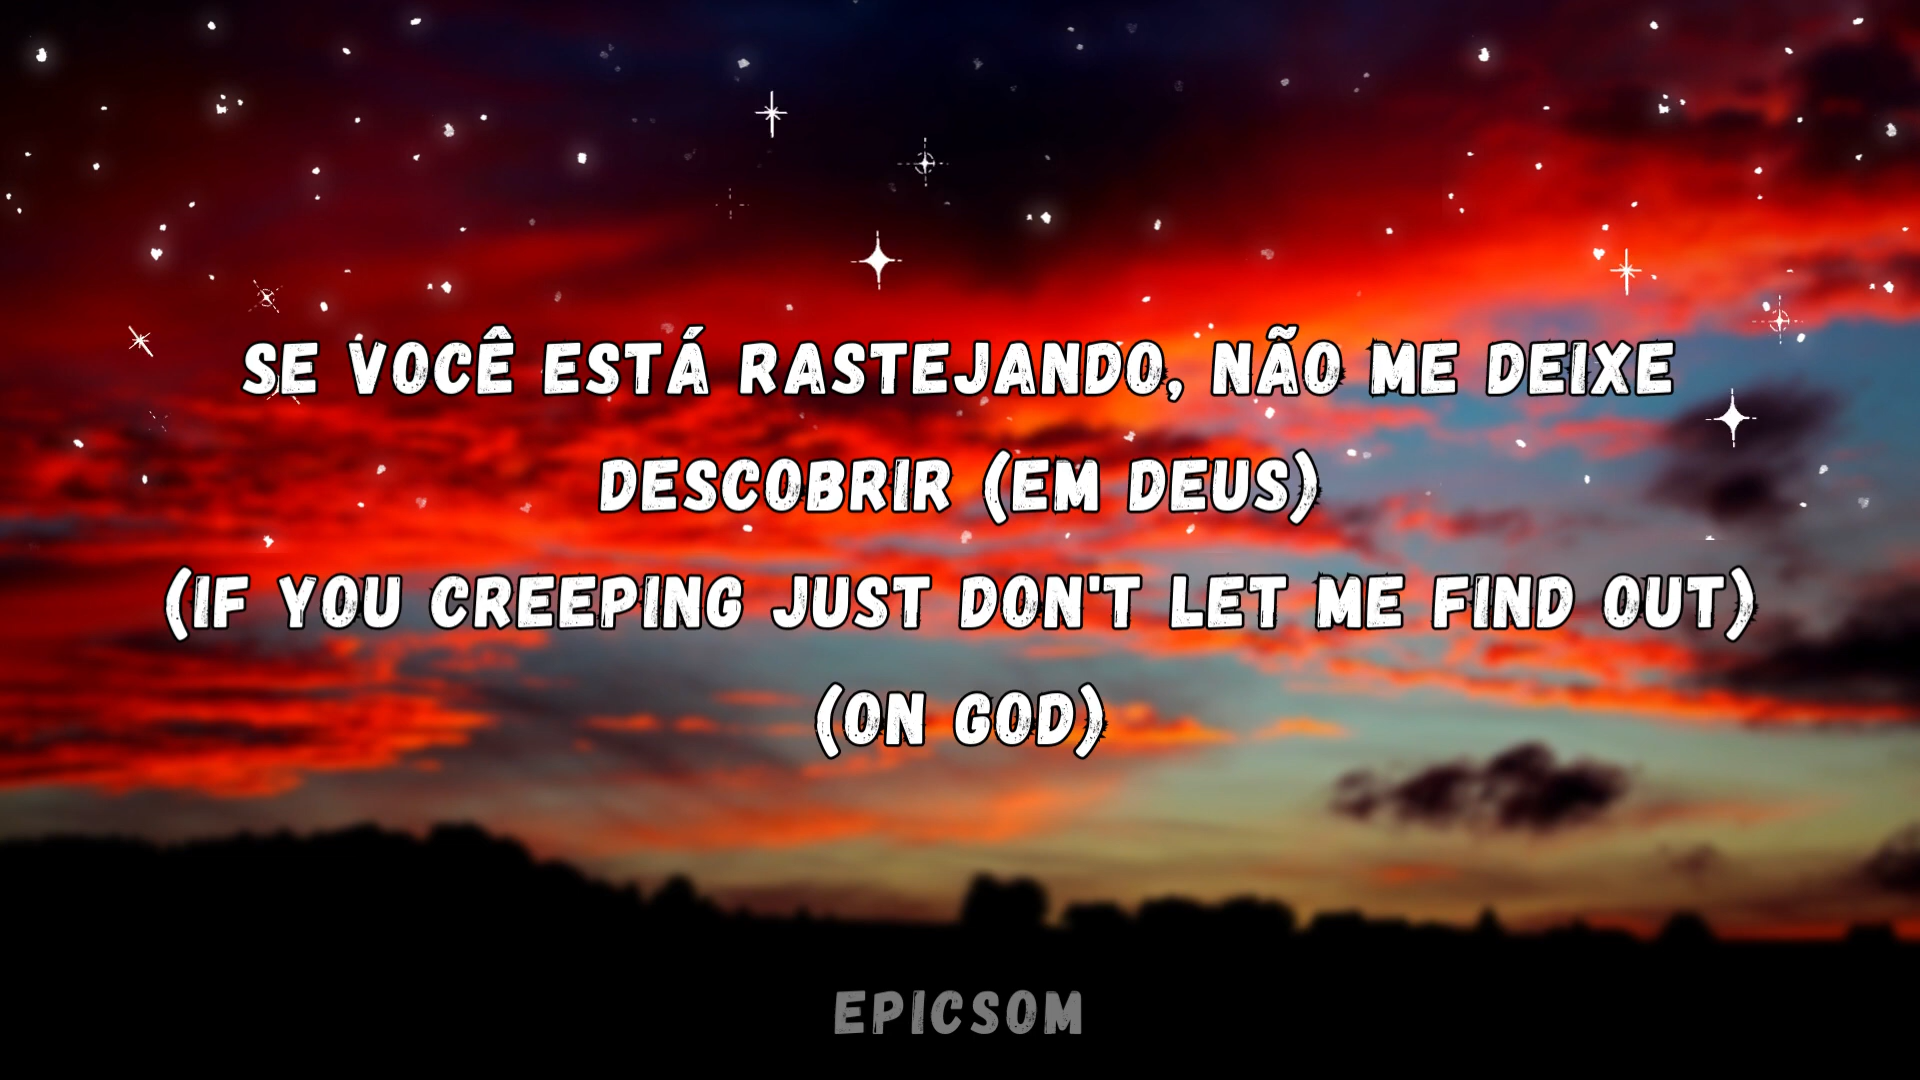 SE VOCÊ ESTÁ RASTEJANDO, NÃO ME DEIXE
DESCOBRIR (EM DEUS)
(IF YOU CREEPING JUST DON'T LET ME FIND OUT)
(ON GOD)
EPICSOM